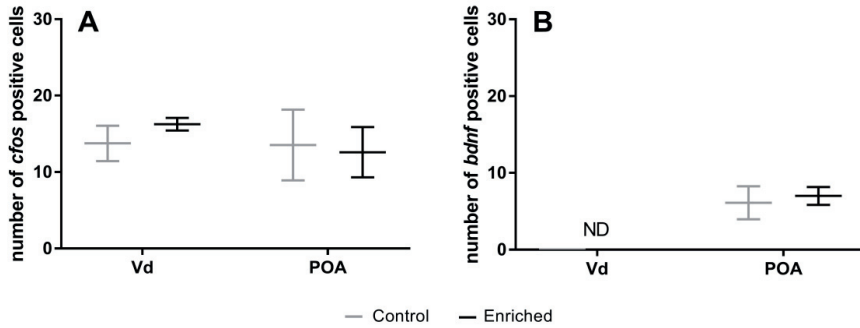 A
number of cfos positive cells
30
20
10
0
Vd POA
B
number of bdnf positive cells
30
20
10
0
ND
Vd POA
Control Enriched